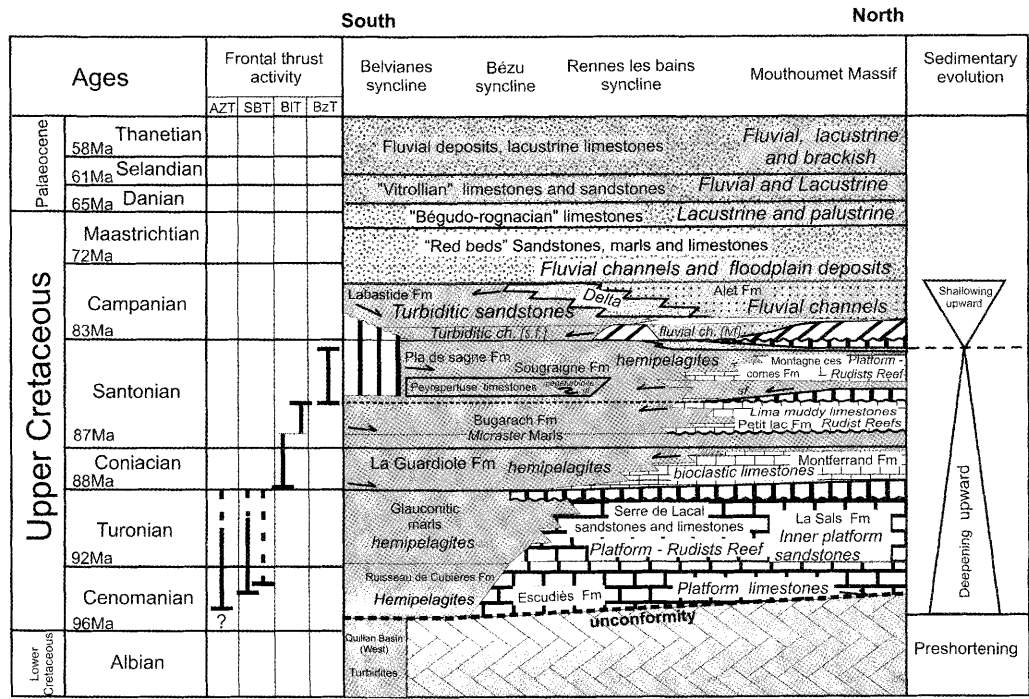 South
North
Ages
Frontal thrust
activity
AZT
SBT
BIT
BzT
Belvianes
syncline
Bézu
syncline
Rennes les bains
syncline
Mouthoumet Massif
Sedimentary
evolution
Palaeocene
Thanetian
58Ma
Selandian
61Ma
Danian
65Ma
Fluvial deposits, lacustrine limestones
Fluvial, lacustrine
and brackish
"Vitrollian" limestones and sandstones
Fluvial and Lacustrine
"Bégudo-rognacian" limestones
Lacustrine and palustrine
Upper Cretaceous
Maastrichtian
72Ma
"Red beds" Sandstones, marls and limestones
Fluvial channels and floodplain deposits
Campanian
83Ma
Labastide Fm
Turbiditic sandstones
Delta
Alet Fm
Fluvial channels
Turbiditic ch. [s.f.]
fluvial ch. [M]
Shallowing
upward
Santonian
87Ma
Pla de sagne Fm
Sougraigne Fm
hemipelagites
Montagne des
cornes Fm
Platform -
Rudists Reef
Peyrepertuse limestones
Bugarach Fm
Micraster Marls
Lima muddy limestones
Petit lac Fm
Rudist Reefs
Coniacian
88Ma
La Guardiole Fm
hemipelagites
Montferrand Fm
bioclastic limestones
Turonian
92Ma
Glauconitic
marls
hemipelagites
Serre de Lacal
sandstones and limestones
Platform - Rudists Reef
La Sals Fm
Inner platform
sandstones
Cenomanian
96Ma
?
Ruisseau de Cubières Fm
Hemipelagites
Escudiès Fm
Platform limestones
unconformity
Deepening upward
Lower
Cretaceous
Albian
Quillan Basin
(West)
Turbidites
Preshortening